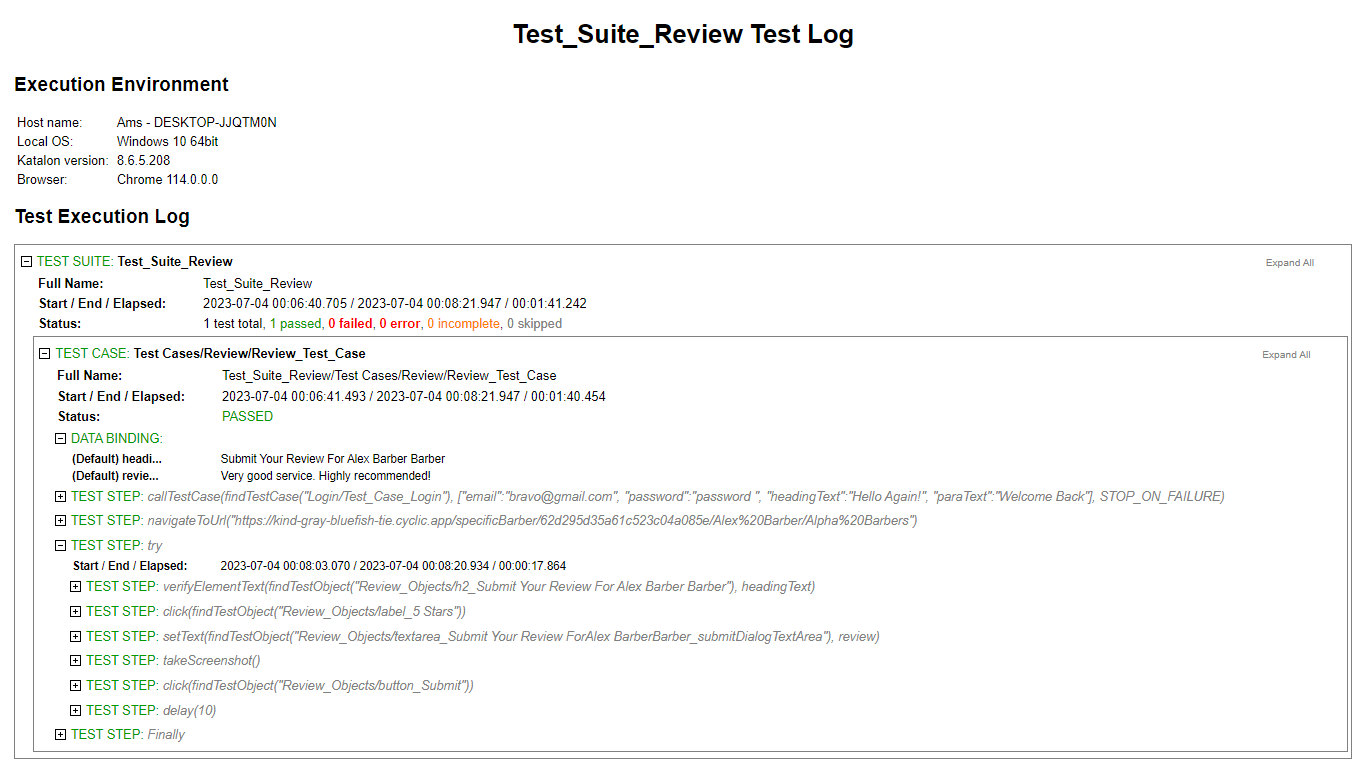 Test_Suite_Review Test Log
Execution Environment
Host name: Ams - DESKTOP-JJQTM0N
Local OS: Windows 10 64bit
Katalon version: 8.6.5.208
Browser: Chrome 114.0.0.0
Test Execution Log
TEST SUITE: Test_Suite_Review Expand All
Full Name: Test_Suite_Review
Start / End / Elapsed: 2023-07-04 00:06:40.705 / 2023-07-04 00:08:21.947 / 00:01:41.242
Status: 1 test total, 1 passed, 0 failed, 0 error, 0 incomplete, 0 skipped
TEST CASE: Test Cases/Review/Review_Test_Case Expand All
Full Name: Test_Suite_Review/Test Cases/Review/Review_Test_Case
Start / End / Elapsed: 2023-07-04 00:06:41.493 / 2023-07-04 00:08:21.947 / 00:01:40.454
Status: PASSED
DATA BINDING:
(Default) headi... Submit Your Review For Alex Barber Barber
(Default) revie... Very good service. Highly recommended!
TEST STEP: callTestCase(findTestCase("Login/Test_Case_Login"), ["email":"bravo@gmail.com", "password":"password ", "headingText":"Hello Again!", "paraText":"Welcome Back"], STOP_ON_FAILURE)
TEST STEP: navigateToUrl("https://kind-gray-bluefish-tie.cyclic.app/specificBarber/62d295d35a61c523c04a085e/Alex%20Barber/Alpha%20Barbers")
TEST STEP: try
Start / End / Elapsed: 2023-07-04 00:08:03.070 / 2023-07-04 00:08:20.934 / 00:00:17.864
TEST STEP: verifyElementText(findTestObject("Review_Objects/h2_Submit Your Review For Alex Barber Barber"), headingText)
TEST STEP: click(findTestObject("Review_Objects/label_5 Stars"))
TEST STEP: setText(findTestObject("Review_Objects/textarea_Submit Your Review ForAlex BarberBarber_submitDialogTextArea"), review)
TEST STEP: takeScreenshot()
TEST STEP: click(findTestObject("Review_Objects/button_Submit"))
TEST STEP: delay(10)
TEST STEP: Finally